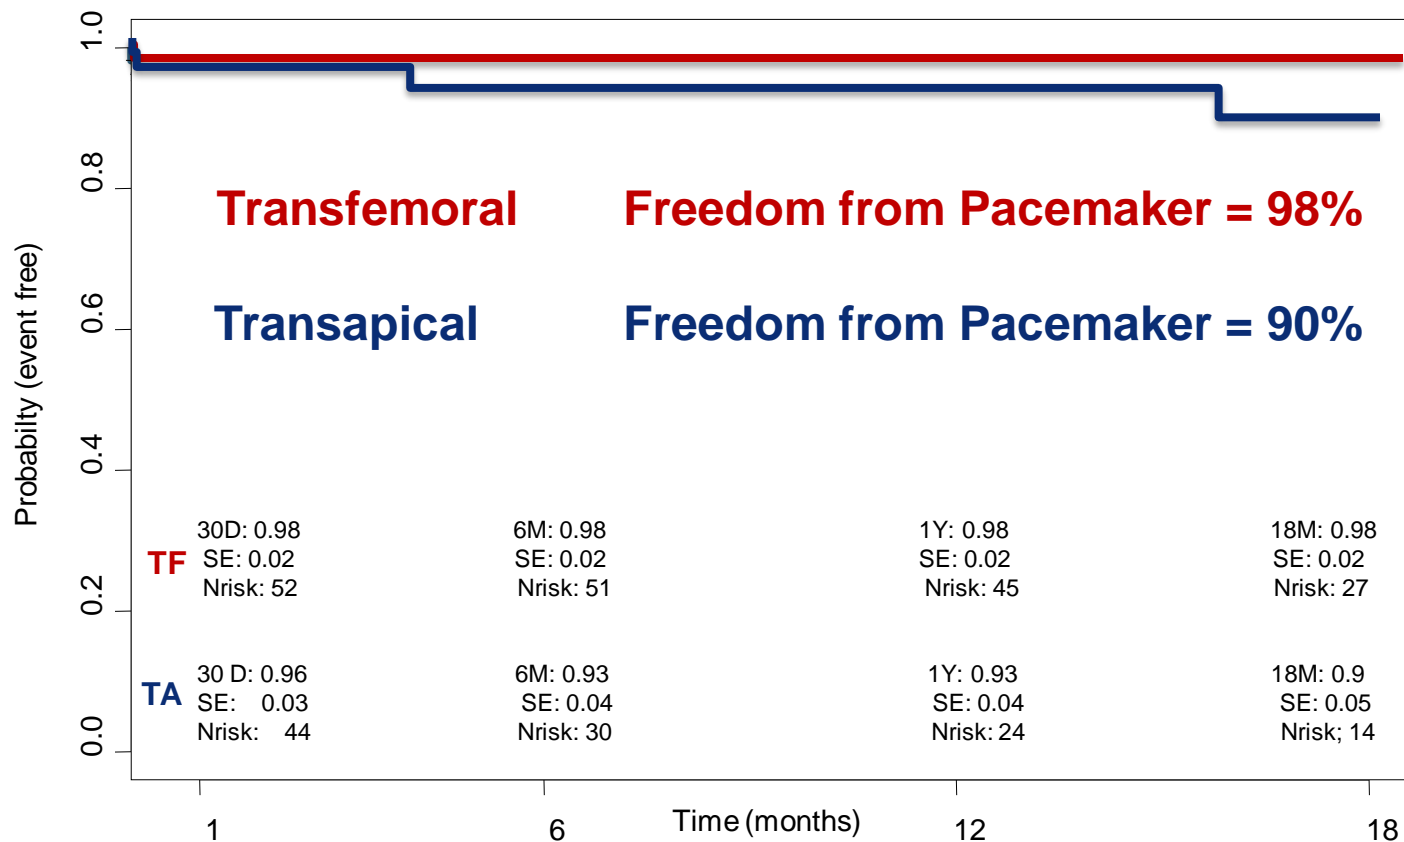 1.0
0.8
0.6
0.4
0.2
0.0
Probabilty (event free)
Transfemoral Freedom from Pacemaker = 98%
Transapical Freedom from Pacemaker = 90%
TF
30D: 0.98
SE: 0.02
Nrisk: 52
6M: 0.98
SE: 0.02
Nrisk: 51
1Y: 0.98
SE: 0.02
Nrisk: 45
18M: 0.98
SE: 0.02
Nrisk: 27
TA
30 D: 0.96
SE: 0.03
Nrisk: 44
6M: 0.93
SE: 0.04
Nrisk: 30
1Y: 0.93
SE: 0.04
Nrisk: 24
18M: 0.9
SE: 0.05
Nrisk; 14
1 6 12 18
Time (months)